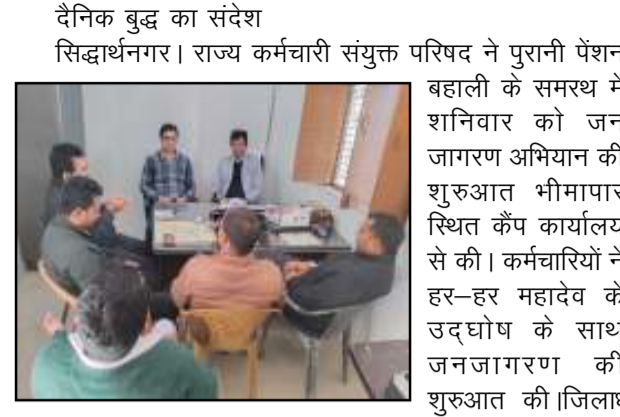 दैनिक बुद्ध का संदेश
सिद्धार्थनगर। राज्य कर्मचारी संयुक्त परिषद ने पुरानी पेंशन
बहाली के समरथ में
शनिवार को जन
जागरण अभियान की
शुरुआत भीमापार
स्थित कैंप कार्यालय
से की। कर्मचारियों ने
हर–हर महादेव के
उद्घोष के साथ
जनजागरण की
शुरुआत की।जिलाध